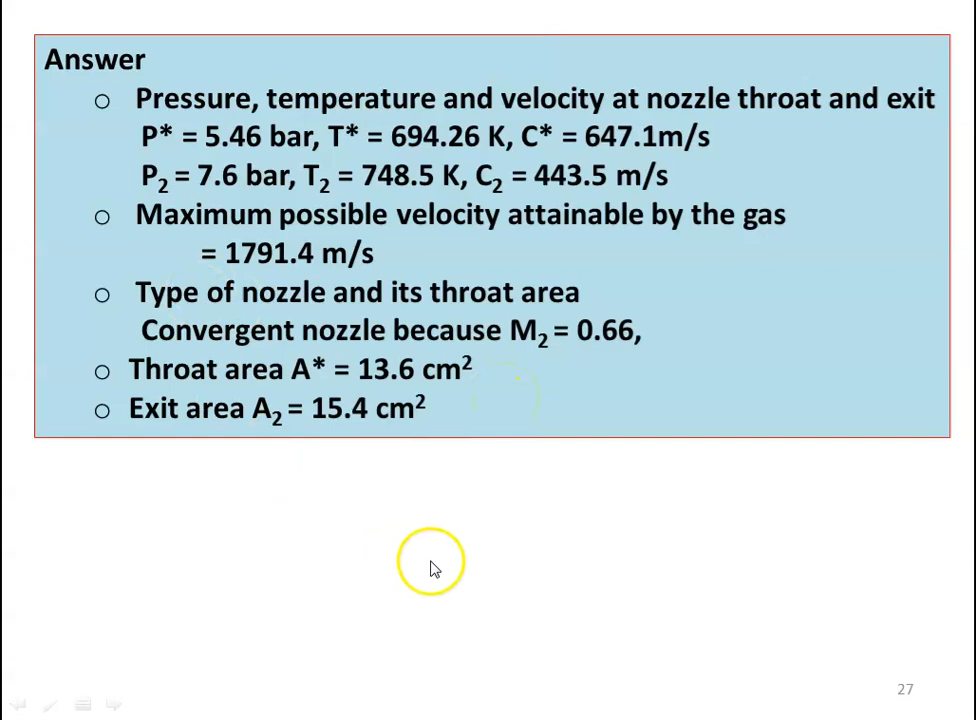 Answer
○ Pressure, temperature and velocity at nozzle throat and exit
P* = 5.46 bar, T* = 694.26 K, C* = 647.1m/s
P₂ = 7.6 bar, T₂ = 748.5 K, C₂ = 443.5 m/s
○ Maximum possible velocity attainable by the gas
= 1791.4 m/s
○ Type of nozzle and its throat area
Convergent nozzle because M₂ = 0.66,
○ Throat area A* = 13.6 cm²
○ Exit area A₂ = 15.4 cm²
27